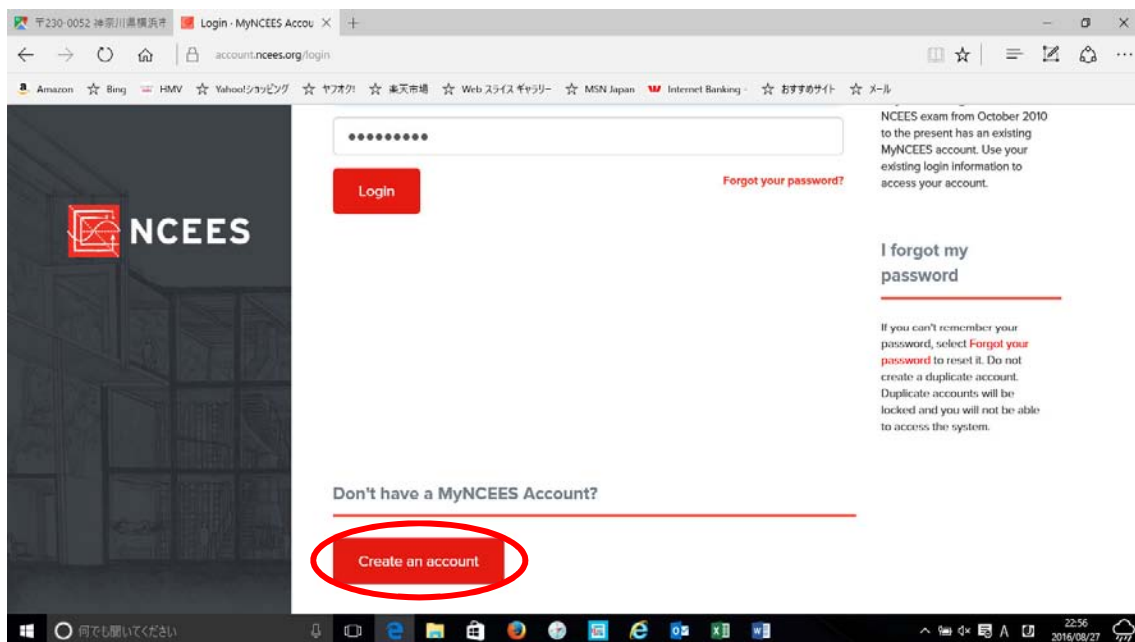 〒230-0052 神奈川県横浜市
Login · MyNCEES Accou
account.ncees.org/login
Amazon
Bing
HMV
Yahoo!ショッピング
ヤフオク!
楽天市場
Web スライス ギャラリー
MSN Japan
Internet Banking -
おすすめサイト
メール
NCEES
•••••••••
Login
Forgot your password?
Don't have a MyNCEES Account?
Create an account
NCEES exam from October 2010
to the present has an existing
MyNCEES account. Use your
existing login information to
access your account.
I forgot my
password
If you can't remember your
password, select Forgot your
password to reset it. Do not
create a duplicate account.
Duplicate accounts will be
locked and you will not be able
to access the system.
何でも聞いてください
A
22:56
2016/08/27